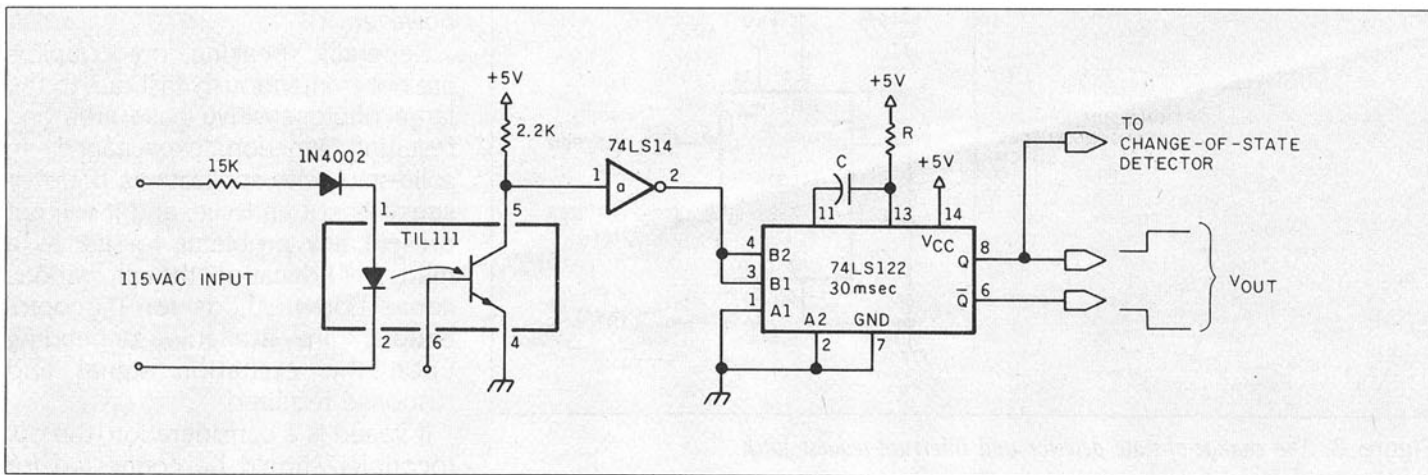 +5V
2.2K
15K
1N4002
1.
5
TIL111
115VAC INPUT
2
6
4
74LS14
1
a
2
+5V
R
C
+5V
11
13
14
VCC
4
B2
3
B1
1
A1
74LS122
30msec
A2
GND
2
7
Q
8
Q̅
6
TO
CHANGE-OF-STATE
DETECTOR
VOUT